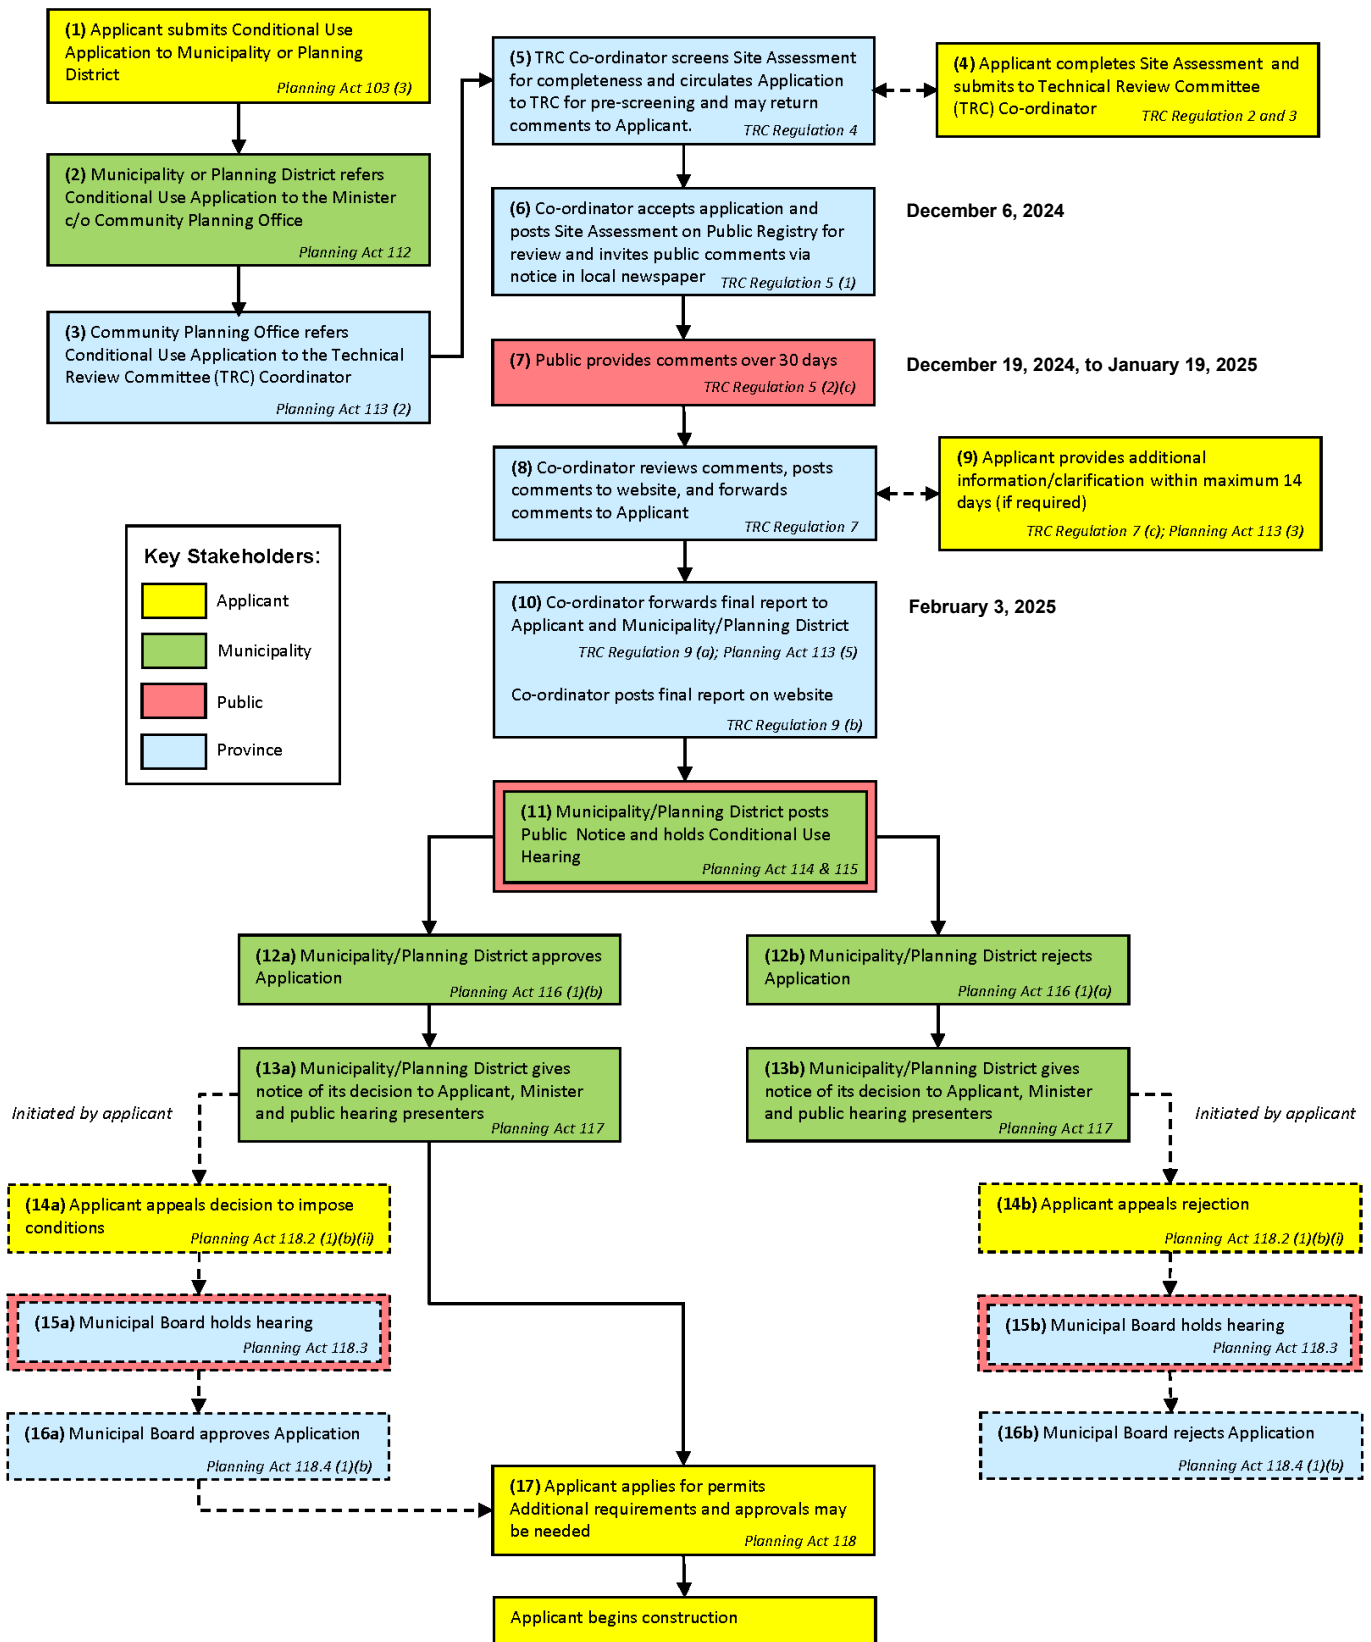 (1) Applicant submits Conditional Use
Application to Municipality or Planning
District
Planning Act 103 (3)
(2) Municipality or Planning District refers
Conditional Use Application to the Minister
c/o Community Planning Office
Planning Act 112
(3) Community Planning Office refers
Conditional Use Application to the Technical
Review Committee (TRC) Coordinator
Planning Act 113 (2)
(4) Applicant completes Site Assessment and
submits to Technical Review Committee
(TRC) Co-ordinator
TRC Regulation 2 and 3
(5) TRC Co-ordinator screens Site Assessment
for completeness and circulates Application
to TRC for pre-screening and may return
comments to Applicant.
TRC Regulation 4
(6) Co-ordinator accepts application and
posts Site Assessment on Public Registry for
review and invites public comments via
notice in local newspaper
TRC Regulation 5 (1)
December 6, 2024
(7) Public provides comments over 30 days
TRC Regulation 5 (2)(c)
December 19, 2024, to January 19, 2025
(8) Co-ordinator reviews comments, posts
comments to website, and forwards
comments to Applicant
TRC Regulation 7
(9) Applicant provides additional
information/clarification within maximum 14
days (if required)
TRC Regulation 7 (c); Planning Act 113 (3)
Key Stakeholders:
Applicant
Municipality
Public
Province
(10) Co-ordinator forwards final report to
Applicant and Municipality/Planning District
TRC Regulation 9 (a); Planning Act 113 (5)
Co-ordinator posts final report on website
TRC Regulation 9 (b)
February 3, 2025
(11) Municipality/Planning District posts
Public Notice and holds Conditional Use
Hearing
Planning Act 114 & 115
(12a) Municipality/Planning District approves
Application
Planning Act 116 (1)(b)
(12b) Municipality/Planning District rejects
Application
Planning Act 116 (1)(a)
(13a) Municipality/Planning District gives
notice of its decision to Applicant, Minister
and public hearing presenters
Planning Act 117
(13b) Municipality/Planning District gives
notice of its decision to Applicant, Minister
and public hearing presenters
Planning Act 117
Initiated by applicant
Initiated by applicant
(14a) Applicant appeals decision to impose
conditions
Planning Act 118.2 (1)(b)(ii)
(14b) Applicant appeals rejection
Planning Act 118.2 (1)(b)(i)
(15a) Municipal Board holds hearing
Planning Act 118.3
(15b) Municipal Board holds hearing
Planning Act 118.3
(16a) Municipal Board approves Application
Planning Act 118.4 (1)(b)
(16b) Municipal Board rejects Application
Planning Act 118.4 (1)(b)
(17) Applicant applies for permits
Additional requirements and approvals may
be needed
Planning Act 118
Applicant begins construction